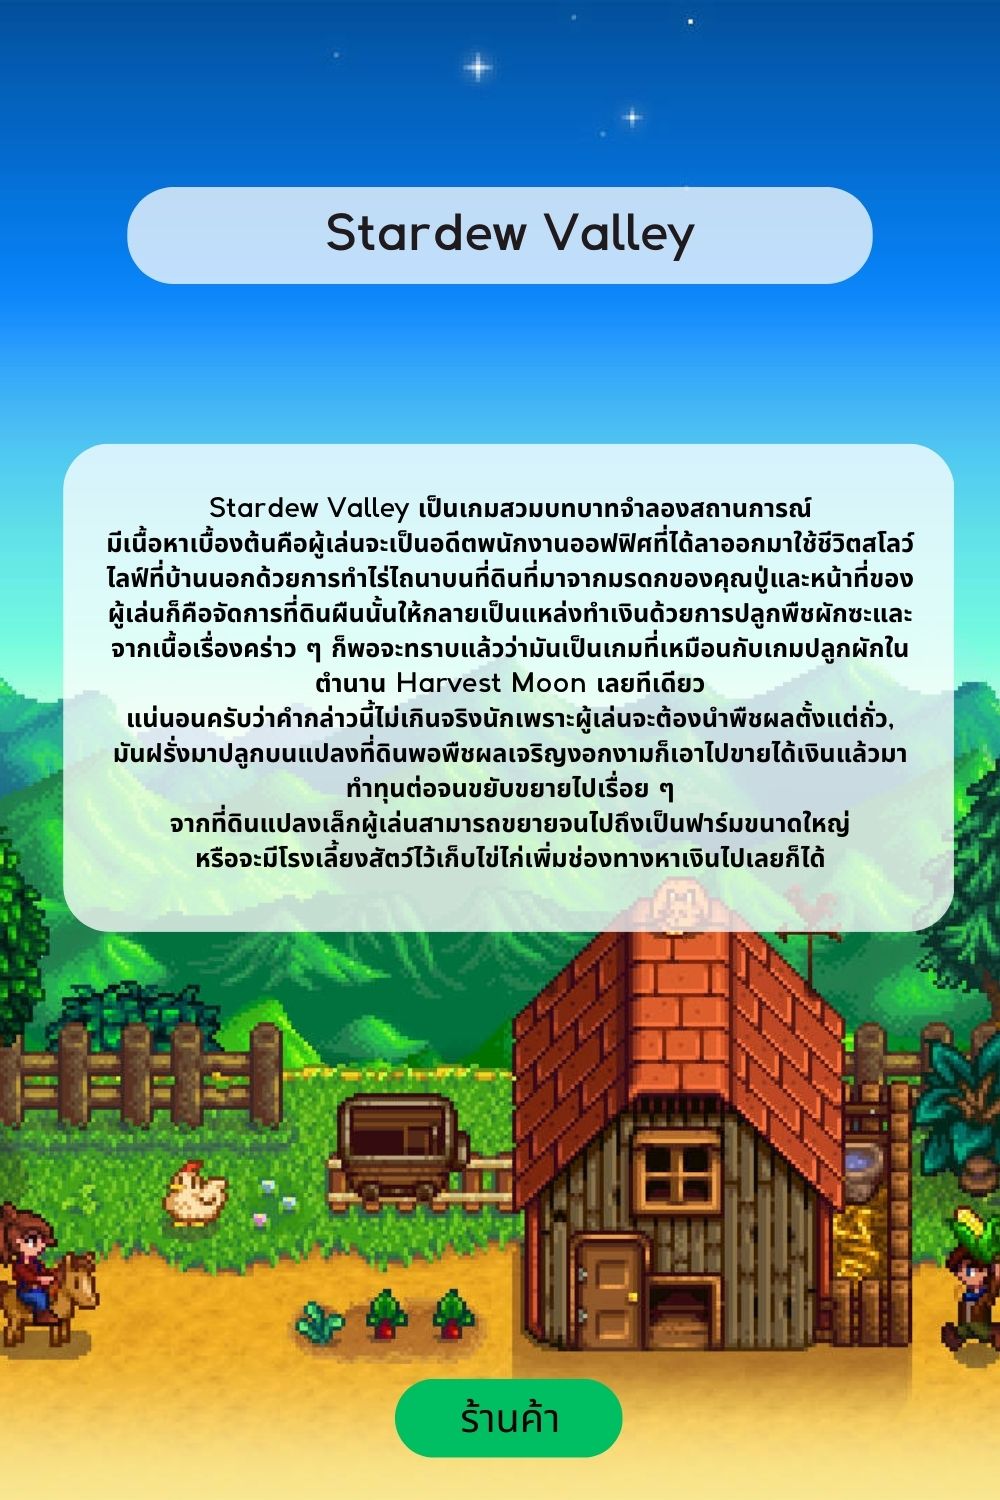 Stardew Valley
Stardew Valley เป็นเกมสวมบทบาทจำลองสถานการณ์
มีเนื้อหาเบื้องต้นคือผู้เล่นจะเป็นอดีตพนักงานออฟฟิศที่ได้ลาออกมาใช้ชีวิตสโลว์
ไลฟ์ที่บ้านนอกด้วยการทำไร่ไถนาบนที่ดินที่มาจากมรดกของคุณปู่และหน้าที่ของ
ผู้เล่นก็คือจัดการที่ดินผืนนั้นให้กลายเป็นแหล่งทำเงินด้วยการปลูกพืชผักซะและ
จากเนื้อเรื่องคร่าว ๆ ก็พอจะทราบแล้วว่ามันเป็นเกมที่เหมือนกับเกมปลูกผักใน
ตำนาน Harvest Moon เลยทีเดียว
แน่นอนครับว่าคำกล่าวนี้ไม่เกินจริงนักเพราะผู้เล่นจะต้องนำพืชผลตั้งแต่ถั่ว,
มันฝรั่งมาปลูกบนแปลงที่ดินพอพืชผลเจริญงอกงามก็เอาไปขายได้เงินแล้วมา
ทำทุนต่อจนขยับขยายไปเรื่อย ๆ
จากที่ดินแปลงเล็กผู้เล่นสามารถขยายจนไปถึงเป็นฟาร์มขนาดใหญ่
หรือจะมีโรงเลี้ยงสัตว์ไว้เก็บไข่ไก่เพิ่มช่องทางหาเงินไปเลยก็ได้
ร้านค้า